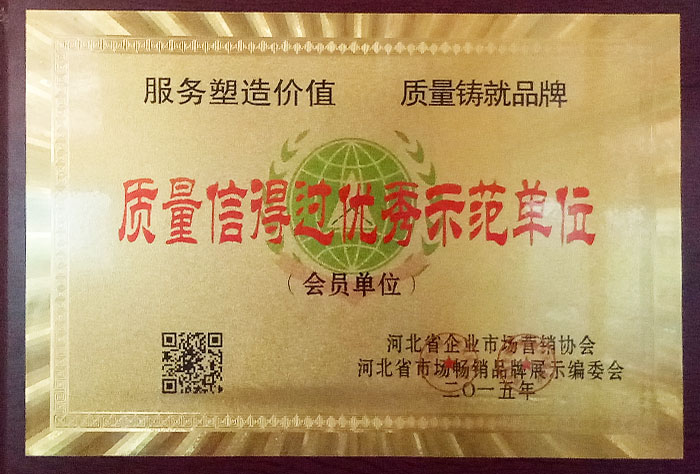 服务塑造价值 质量铸就品牌
质量信得过优秀示范单位
（会员单位）
河北省企业市场营销协会
河北省市场畅销品牌展示编委会
二〇一五年